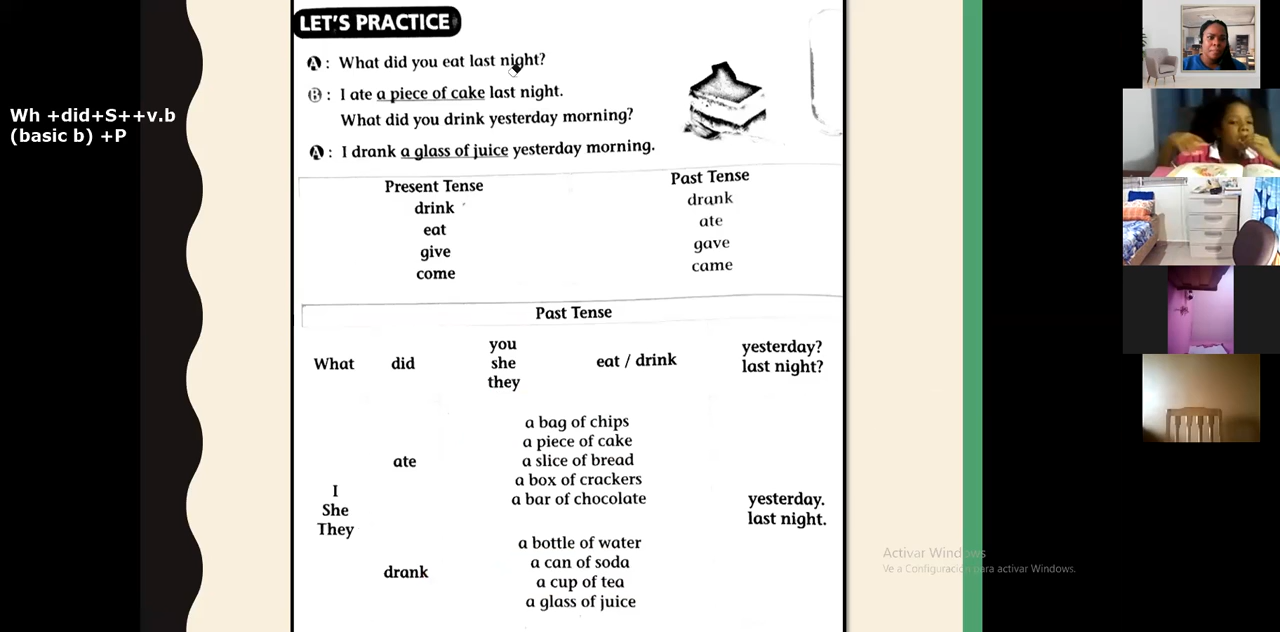 LET'S PRACTICE
A : What did you eat last night?
B : I ate a piece of cake last night.
What did you drink yesterday morning?
A : I drank a glass of juice yesterday morning.
Wh +did+S++v.b
(basic b) +P
Present Tense Past Tense
drink drank
eat ate
give gave
come came
Past Tense
What did you she they eat / drink yesterday? last night?
I She They
ate
a bag of chips
a piece of cake
a slice of bread
a box of crackers
a bar of chocolate
drank
a bottle of water
a can of soda
a cup of tea
a glass of juice
yesterday.
last night.
Activar Windows
Ve a Configuración para activar Windows.